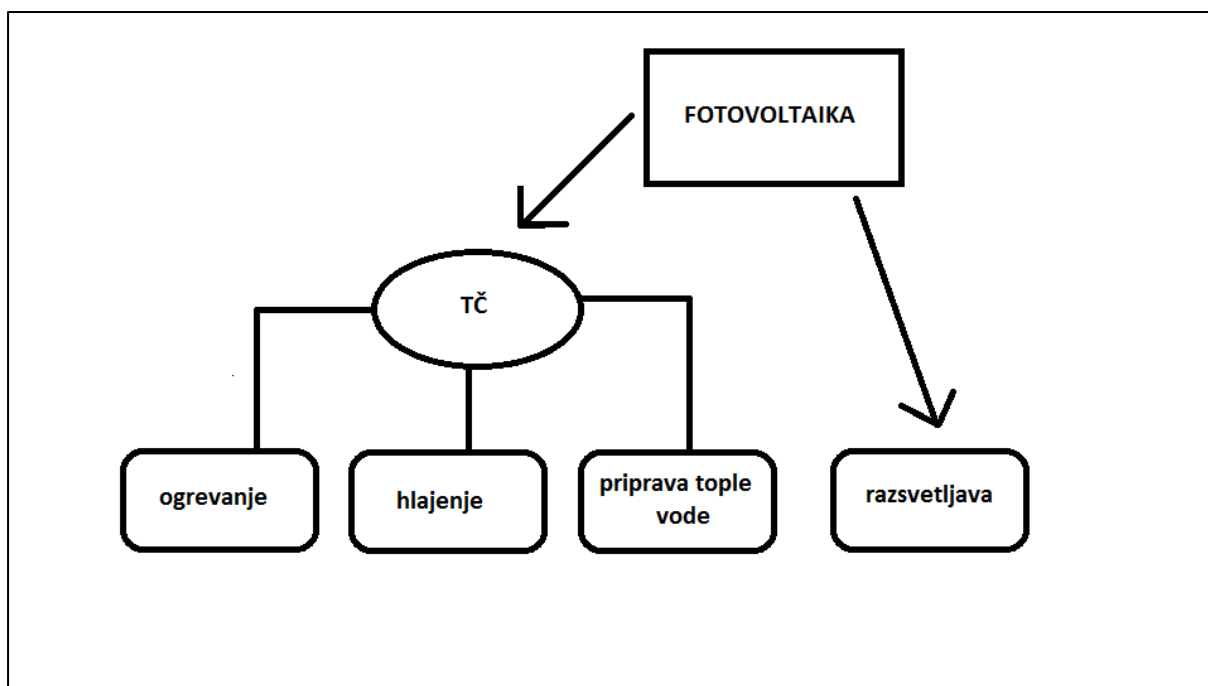 FOTOVOLTAIKA
TČ
ogrevanje
hlajenje
priprava tople
vode
razsvetljava